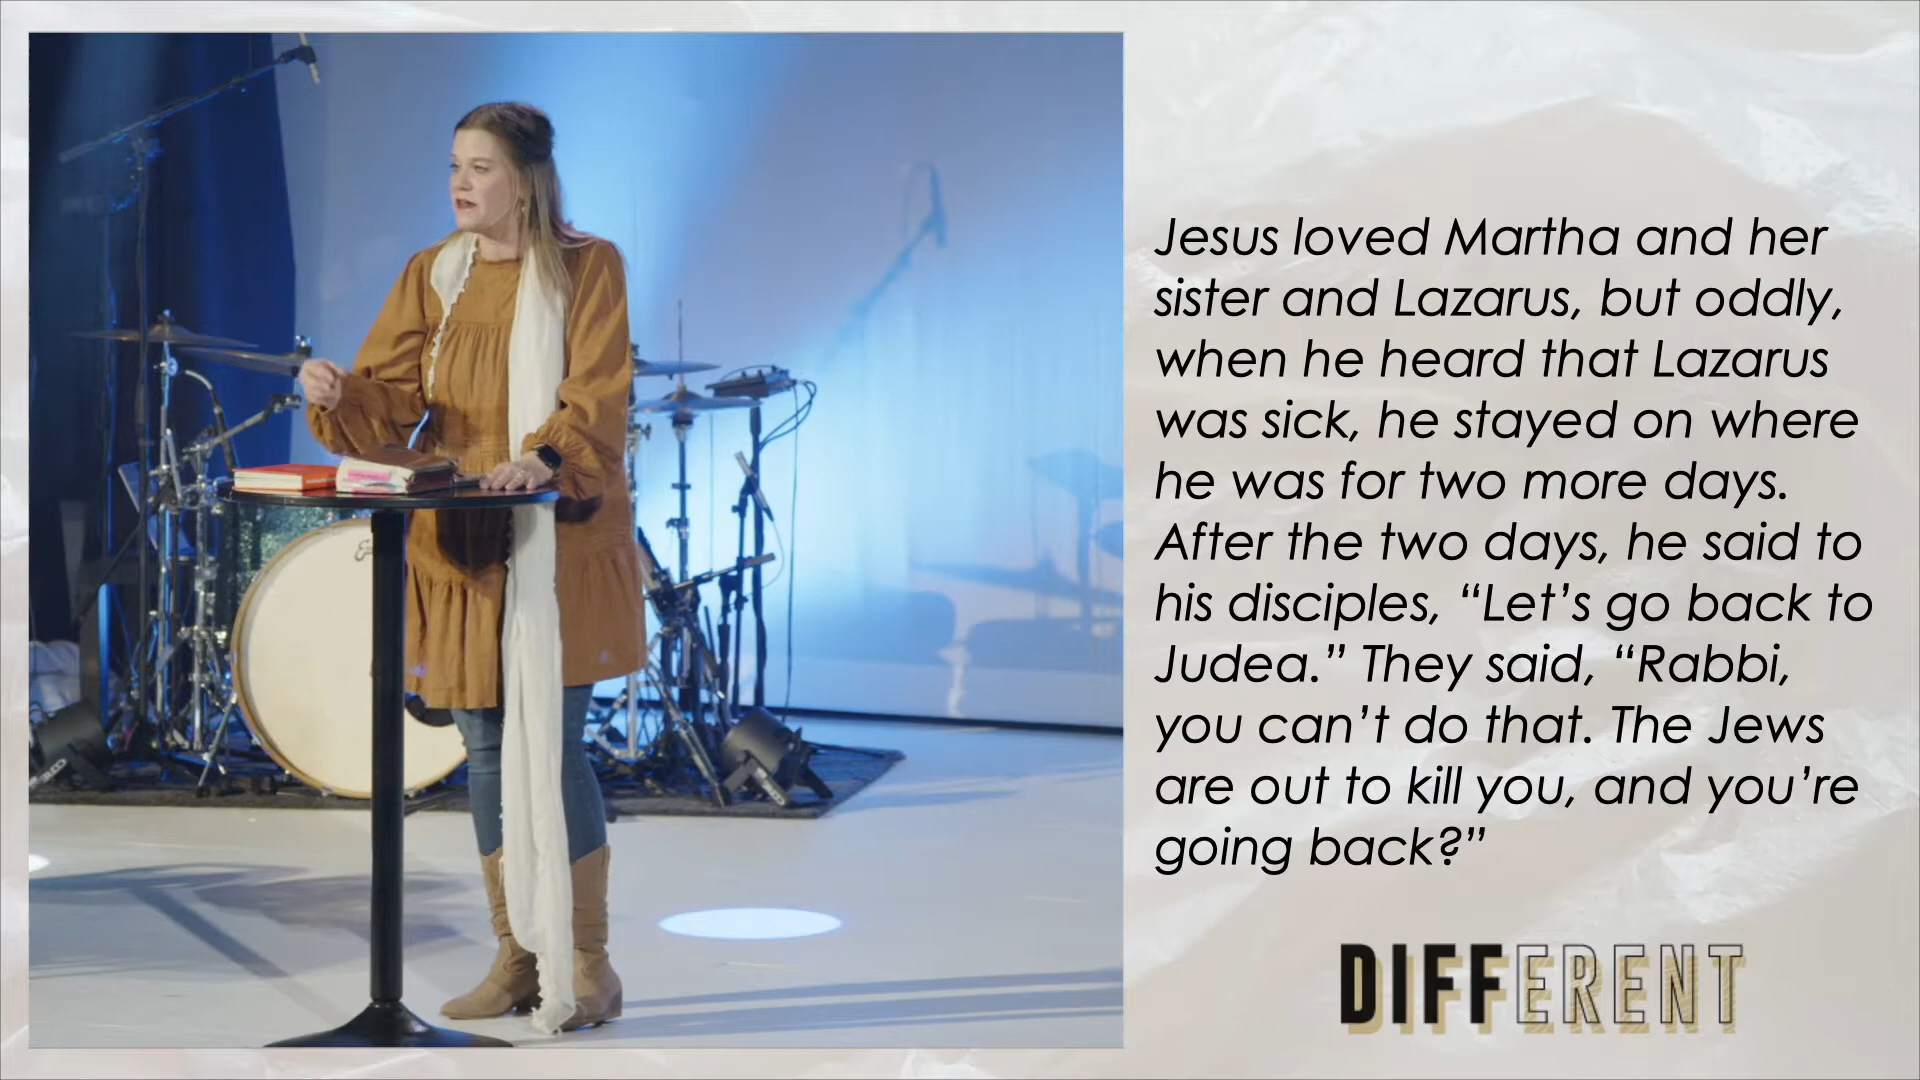 Jesus loved Martha and her
sister and Lazarus, but oddly,
when he heard that Lazarus
was sick, he stayed on where
he was for two more days.
After the two days, he said to
his disciples, “Let’s go back to
Judea.” They said, “Rabbi,
you can’t do that. The Jews
are out to kill you, and you’re
going back?”
DIFFERENT